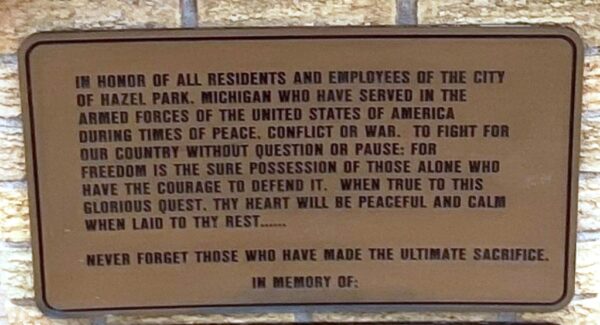 IN HONOR OF ALL RESIDENTS AND EMPLOYEES OF THE CITY
OF HAZEL PARK, MICHIGAN WHO HAVE SERVED IN THE
ARMED FORCES OF THE UNITED STATES OF AMERICA
DURING TIMES OF PEACE, CONFLICT OR WAR. TO FIGHT FOR
OUR COUNTRY WITHOUT QUESTION OR PAUSE; FOR
FREEDOM IS THE SURE POSSESSION OF THOSE ALONE WHO
HAVE THE COURAGE TO DEFEND IT. WHEN TRUE TO THIS
GLORIOUS QUEST, THY HEART WILL BE PEACEFUL AND CALM
WHEN LAID TO THY REST......
NEVER FORGET THOSE WHO HAVE MADE THE ULTIMATE SACRIFICE.
IN MEMORY OF: